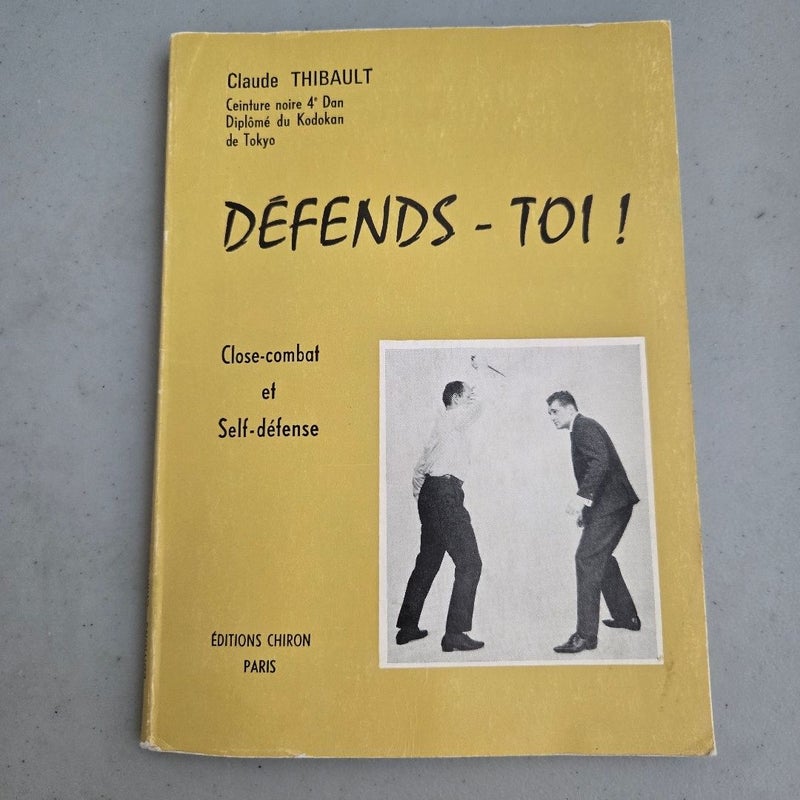 Claude THIBAULT
Ceinture noire 4e Dan
Diplômé du Kodokan
de Tokyo
DÉFENDS - TOI !
Close-combat
et
Self-défense
ÉDITIONS CHIRON
PARIS